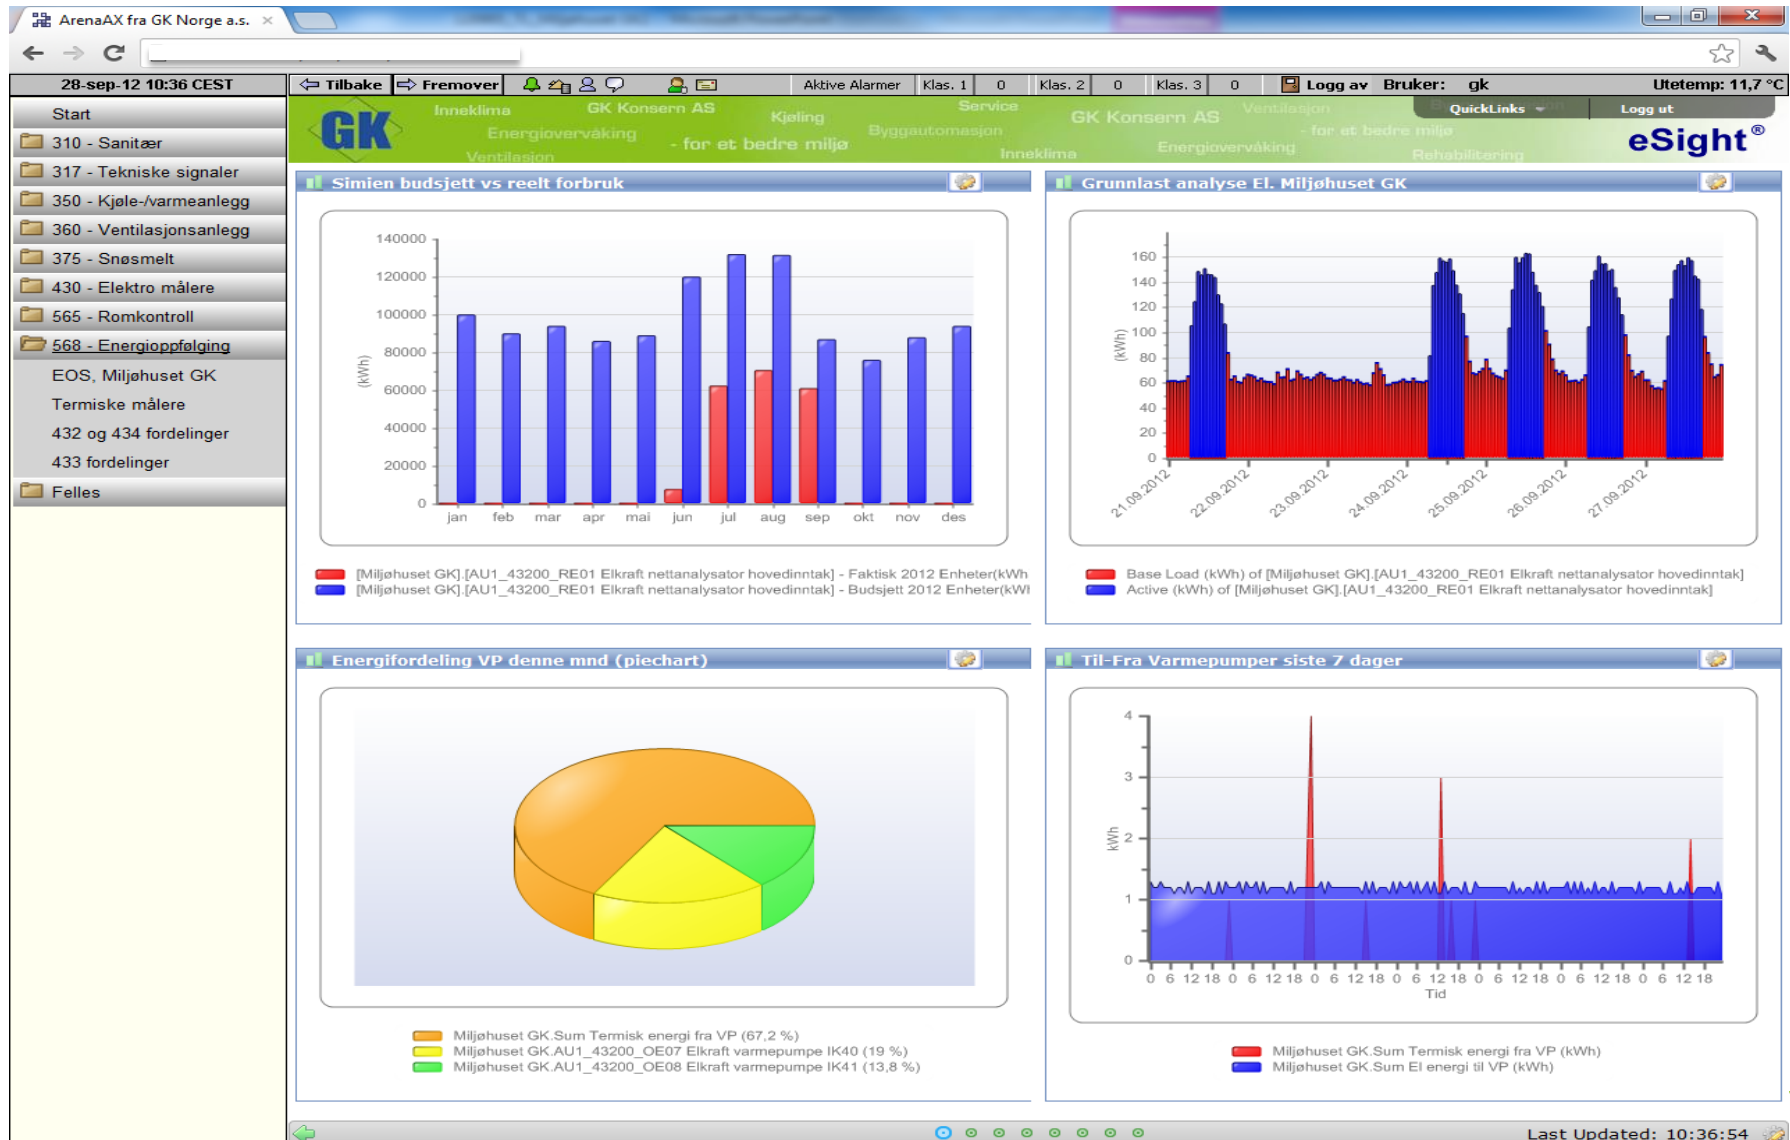 ArenaAX fra GK Norge a.s.
28-sep-12 10:36 CEST
Tilbake Fremover Aktive Alarmer Klas. 1 0 Klas. 2 0 Klas. 3 0 Logg av Bruker: gk Utetemp: 11,7 °C
Start
310 - Sanitær
317 - Tekniske signaler
350 - Kjøle-/varmeanlegg
360 - Ventilasjonsanlegg
375 - Snøsmelt
430 - Elektro målere
565 - Romkontroll
568 - Energioppfølging
EOS, Miljøhuset GK
Termiske målere
432 og 434 fordelinger
433 fordelinger
Felles
GK
Inneklima GK Konsern AS Kjøling Service GK Konsern AS Ventilasjon QuickLinks Logg ut
Energiovervåking - for et bedre miljø Byggautomasjon - for et bedre miljø eSight®
Ventilasjon Inneklima Energiovervåking Rehabilitering
Simien budsjett vs reelt forbruk
140000
120000
100000
80000
60000
40000
20000
0
(kWh)
jan feb mar apr mai jun jul aug sep okt nov des
[Miljøhuset GK].[AU1_43200_RE01 Elkraft nettanalysator hovedinntak] - Faktisk 2012 Enheter(kWh
[Miljøhuset GK].[AU1_43200_RE01 Elkraft nettanalysator hovedinntak] - Budsjett 2012 Enheter(kWh
Grunnlast analyse El. Miljøhuset GK
160
140
120
100
80
60
40
20
0
(kWh)
21.09.2012 22.09.2012 23.09.2012 24.09.2012 25.09.2012 26.09.2012 27.09.2012
Base Load (kWh) of [Miljøhuset GK].[AU1_43200_RE01 Elkraft nettanalysator hovedinntak]
Active (kWh) of [Miljøhuset GK].[AU1_43200_RE01 Elkraft nettanalysator hovedinntak]
Energifordeling VP denne mnd (piechart)
Miljøhuset GK.Sum Termisk energi fra VP (67,2 %)
Miljøhuset GK.AU1_43200_OE07 Elkraft varmepumpe IK40 (19 %)
Miljøhuset GK.AU1_43200_OE08 Elkraft varmepumpe IK41 (13,8 %)
Til-Fra Varmepumper siste 7 dager
4
3
2
1
0
kWh
0 6 12 18 0 6 12 18 0 6 12 18 0 6 12 18 0 6 12 18 0 6 12 18 0 6 12 18
Tid
Miljøhuset GK.Sum Termisk energi fra VP (kWh)
Miljøhuset GK.Sum El energi til VP (kWh)
Last Updated: 10:36:54